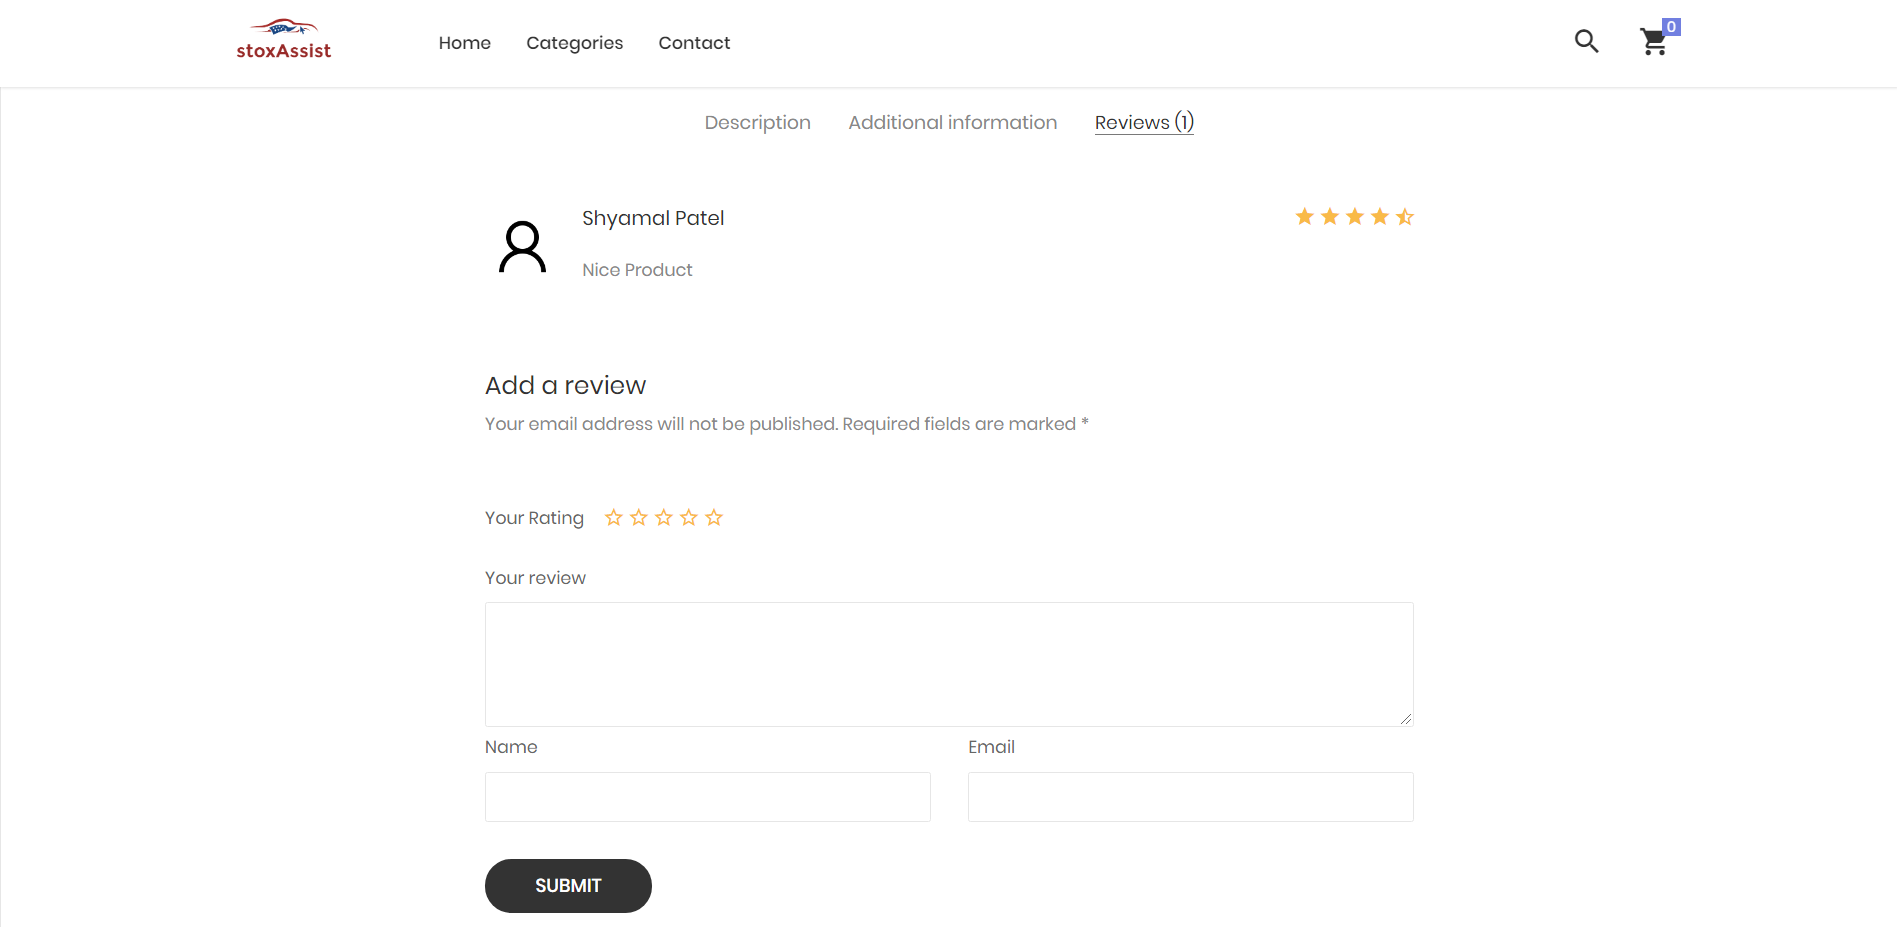 stoxAssist
Home Categories Contact
0
Description Additional information Reviews (1)
Shyamal Patel
Nice Product
Add a review
Your email address will not be published. Required fields are marked *
Your Rating
Your review
Name Email
SUBMIT